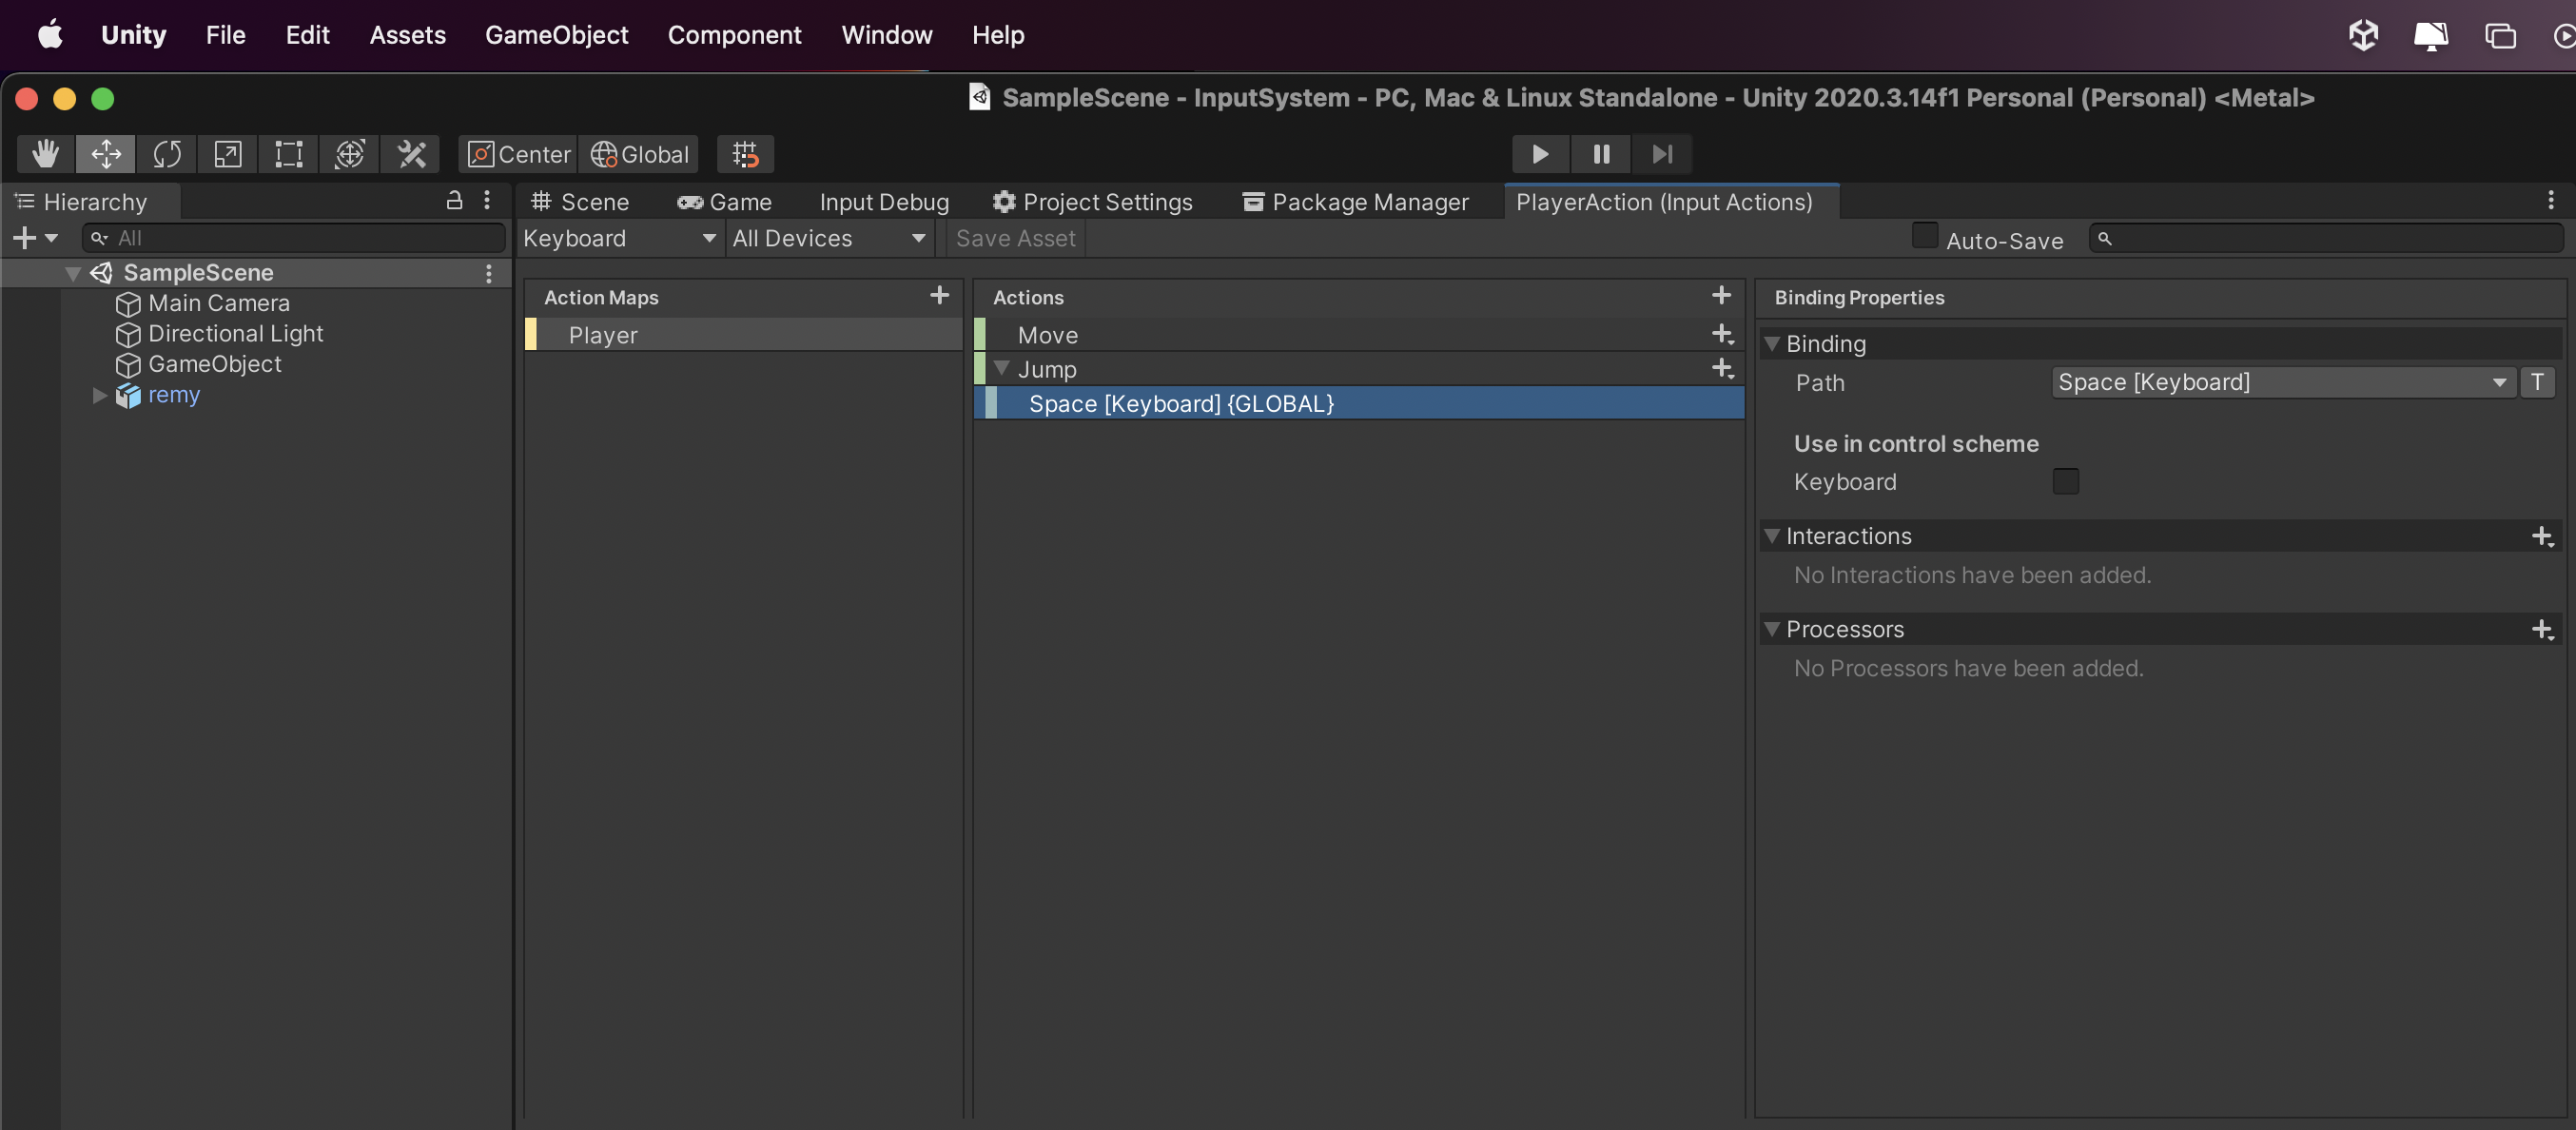 Unity File Edit Assets GameObject Component Window Help
SampleScene - InputSystem - PC, Mac & Linux Standalone - Unity 2020.3.14f1 Personal (Personal) <Metal>
Center Global
Hierarchy
All
SampleScene
Main Camera
Directional Light
GameObject
remy
Scene Game Input Debug Project Settings Package Manager PlayerAction (Input Actions)
Keyboard All Devices Save Asset Auto-Save
Action Maps
Player
Actions
Move
Jump
Space [Keyboard] {GLOBAL}
Binding Properties
Binding
Path Space [Keyboard] T
Use in control scheme
Keyboard
Interactions
No Interactions have been added.
Processors
No Processors have been added.